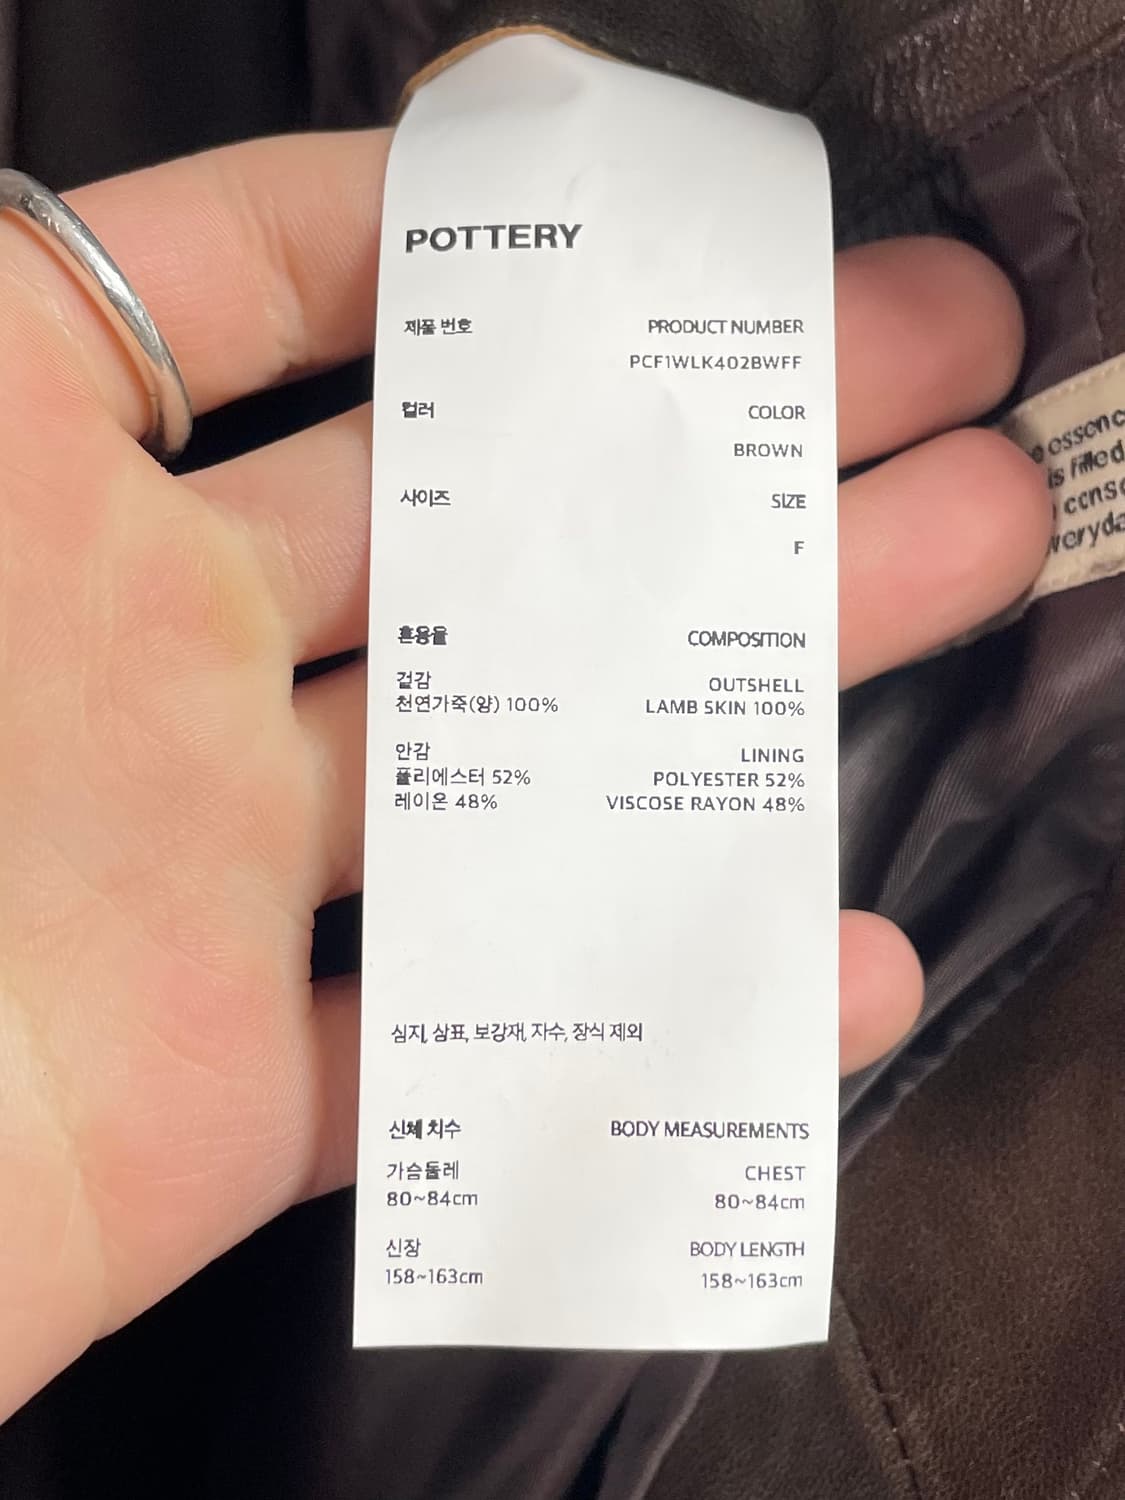 POTTERY
제품 번호 PRODUCT NUMBER
PCF1WLK402BWFF
컬러 COLOR
BROWN
사이즈 SIZE
F
혼용율 COMPOSITION
겉감 OUTSHELL
천연가죽(양) 100% LAMB SKIN 100%
안감 LINING
폴리에스터 52% POLYESTER 52%
레이온 48% VISCOSE RAYON 48%
심지, 상표, 보강재, 자수, 장식 제외
신체 치수 BODY MEASUREMENTS
가슴둘레 CHEST
80~84cm 80~84cm
신장 BODY LENGTH
158~163cm 158~163cm
is filled